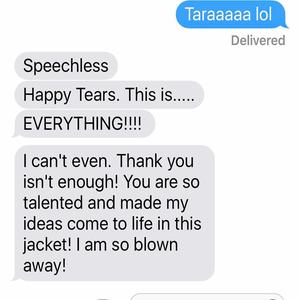 Taraaaaa lol
Delivered
Speechless
Happy Tears. This is.....
EVERYTHING!!!!
I can't even. Thank you
isn't enough! You are so
talented and made my
ideas come to life in this
jacket! I am so blown
away!